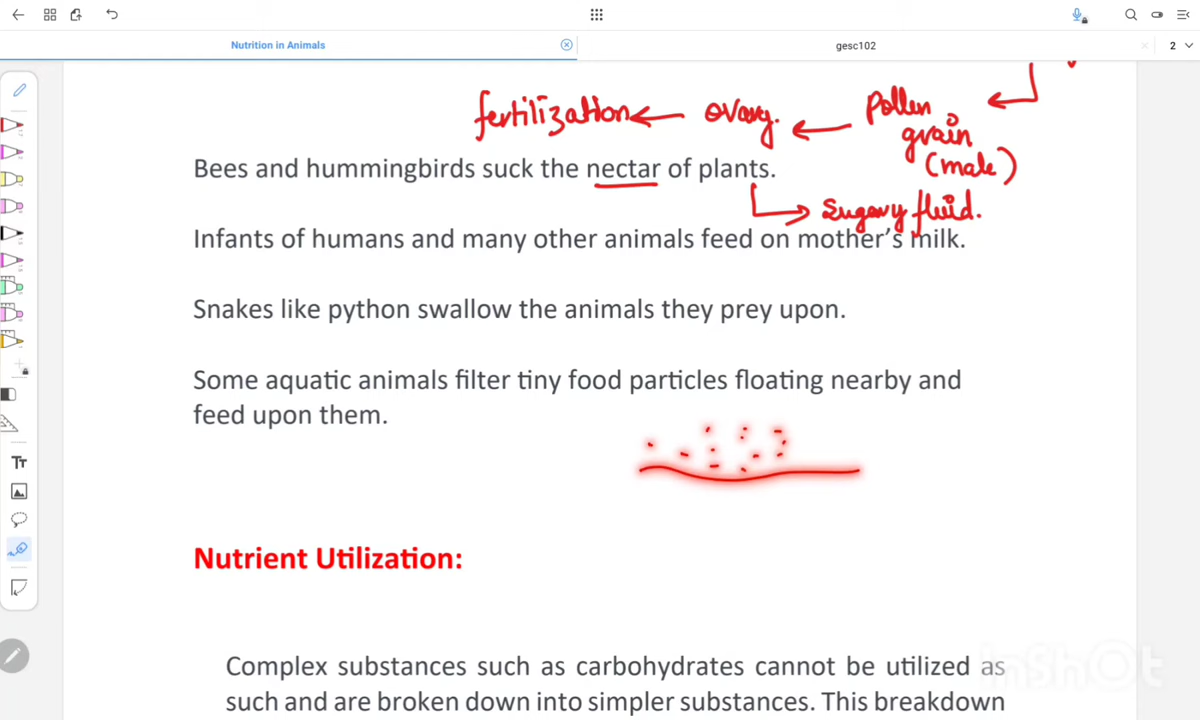 Nutrition in Animals
gesc102
2
fertilization ← ovary. ← Pollen
grain
(male)
Bees and hummingbirds suck the nectar of plants.
Sugary fluid.
Infants of humans and many other animals feed on mother’s milk.
Snakes like python swallow the animals they prey upon.
Some aquatic animals filter tiny food particles floating nearby and
feed upon them.
Nutrient Utilization:
Complex substances such as carbohydrates cannot be utilized as
such and are broken down into simpler substances. This breakdown
InShOt
TT